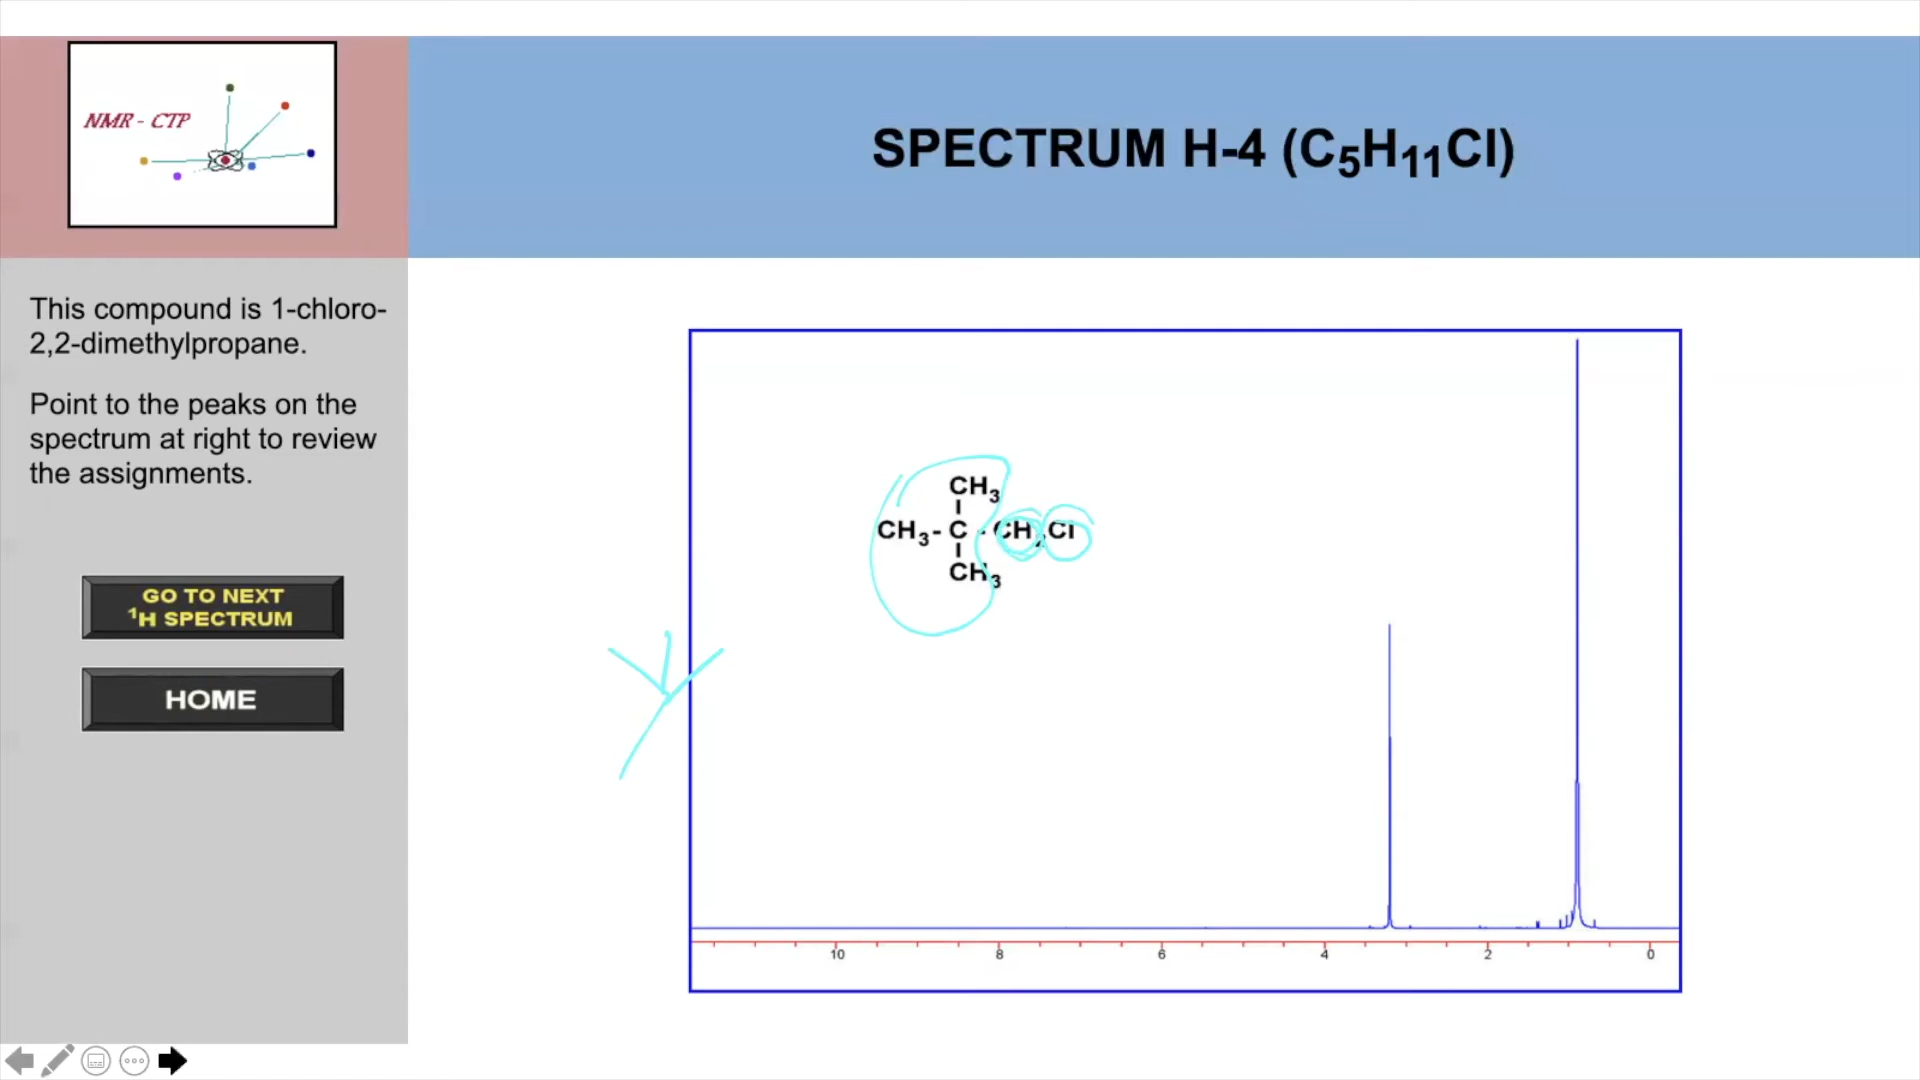 NMR - CTP
SPECTRUM H-4 (C5H11Cl)
This compound is 1-chloro-
2,2-dimethylpropane.
Point to the peaks on the
spectrum at right to review
the assignments.
GO TO NEXT
1H SPECTRUM
HOME
CH3
CH3 - C - CH2Cl
CH3
10 8 6 4 2 0